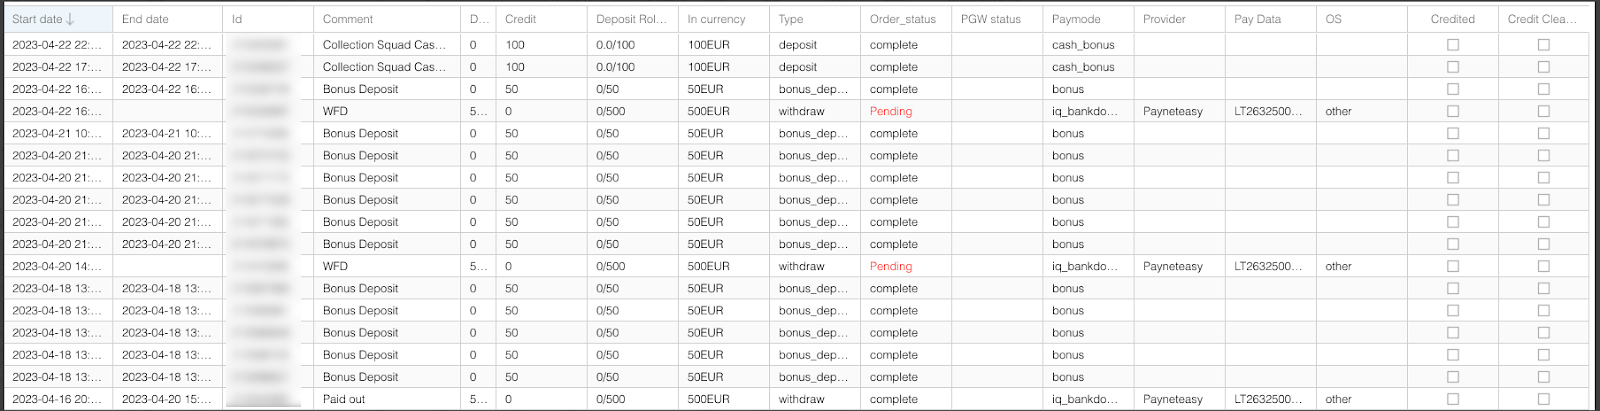 Start date D... End date Id Comment Credit Deposit Rol... In currency Type Order_status PGW status Paymode Provider Pay Data OS Credited Credit Clea...
2023-04-22 22:... 2023-04-22 22:... Collection Squad Cas... 0 100 0.0/100 100EUR deposit complete cash_bonus
2023-04-22 17:... 2023-04-22 17:... Collection Squad Cas... 0 100 0.0/100 100EUR deposit complete cash_bonus
2023-04-22 16:... 2023-04-22 16:... Bonus Deposit 0 50 0/50 50EUR bonus_dep... complete bonus
2023-04-22 16:... WFD 5... 0 0/500 500EUR withdraw Pending iq_bankdo... Payneteasy LT2632500... other
2023-04-21 10:... 2023-04-21 10:... Bonus Deposit 0 50 0/50 50EUR bonus_dep... complete bonus
2023-04-20 21:... 2023-04-20 21:... Bonus Deposit 0 50 0/50 50EUR bonus_dep... complete bonus
2023-04-20 21:... 2023-04-20 21:... Bonus Deposit 0 50 0/50 50EUR bonus_dep... complete bonus
2023-04-20 21:... 2023-04-20 21:... Bonus Deposit 0 50 0/50 50EUR bonus_dep... complete bonus
2023-04-20 21:... 2023-04-20 21:... Bonus Deposit 0 50 0/50 50EUR bonus_dep... complete bonus
2023-04-20 21:... 2023-04-20 21:... Bonus Deposit 0 50 0/50 50EUR bonus_dep... complete bonus
2023-04-20 14:... WFD 5... 0 0/500 500EUR withdraw Pending iq_bankdo... Payneteasy LT2632500... other
2023-04-18 13:... 2023-04-18 13:... Bonus Deposit 0 50 0/50 50EUR bonus_dep... complete bonus
2023-04-18 13:... 2023-04-18 13:... Bonus Deposit 0 50 0/50 50EUR bonus_dep... complete bonus
2023-04-18 13:... 2023-04-18 13:... Bonus Deposit 0 50 0/50 50EUR bonus_dep... complete bonus
2023-04-18 13:... 2023-04-18 13:... Bonus Deposit 0 50 0/50 50EUR bonus_dep... complete bonus
2023-04-18 13:... 2023-04-18 13:... Bonus Deposit 0 50 0/50 50EUR bonus_dep... complete bonus
2023-04-16 20:... 2023-04-20 15:... Paid out 5... 0 0/500 500EUR withdraw complete iq_bankdo... Payneteasy LT2632500... other